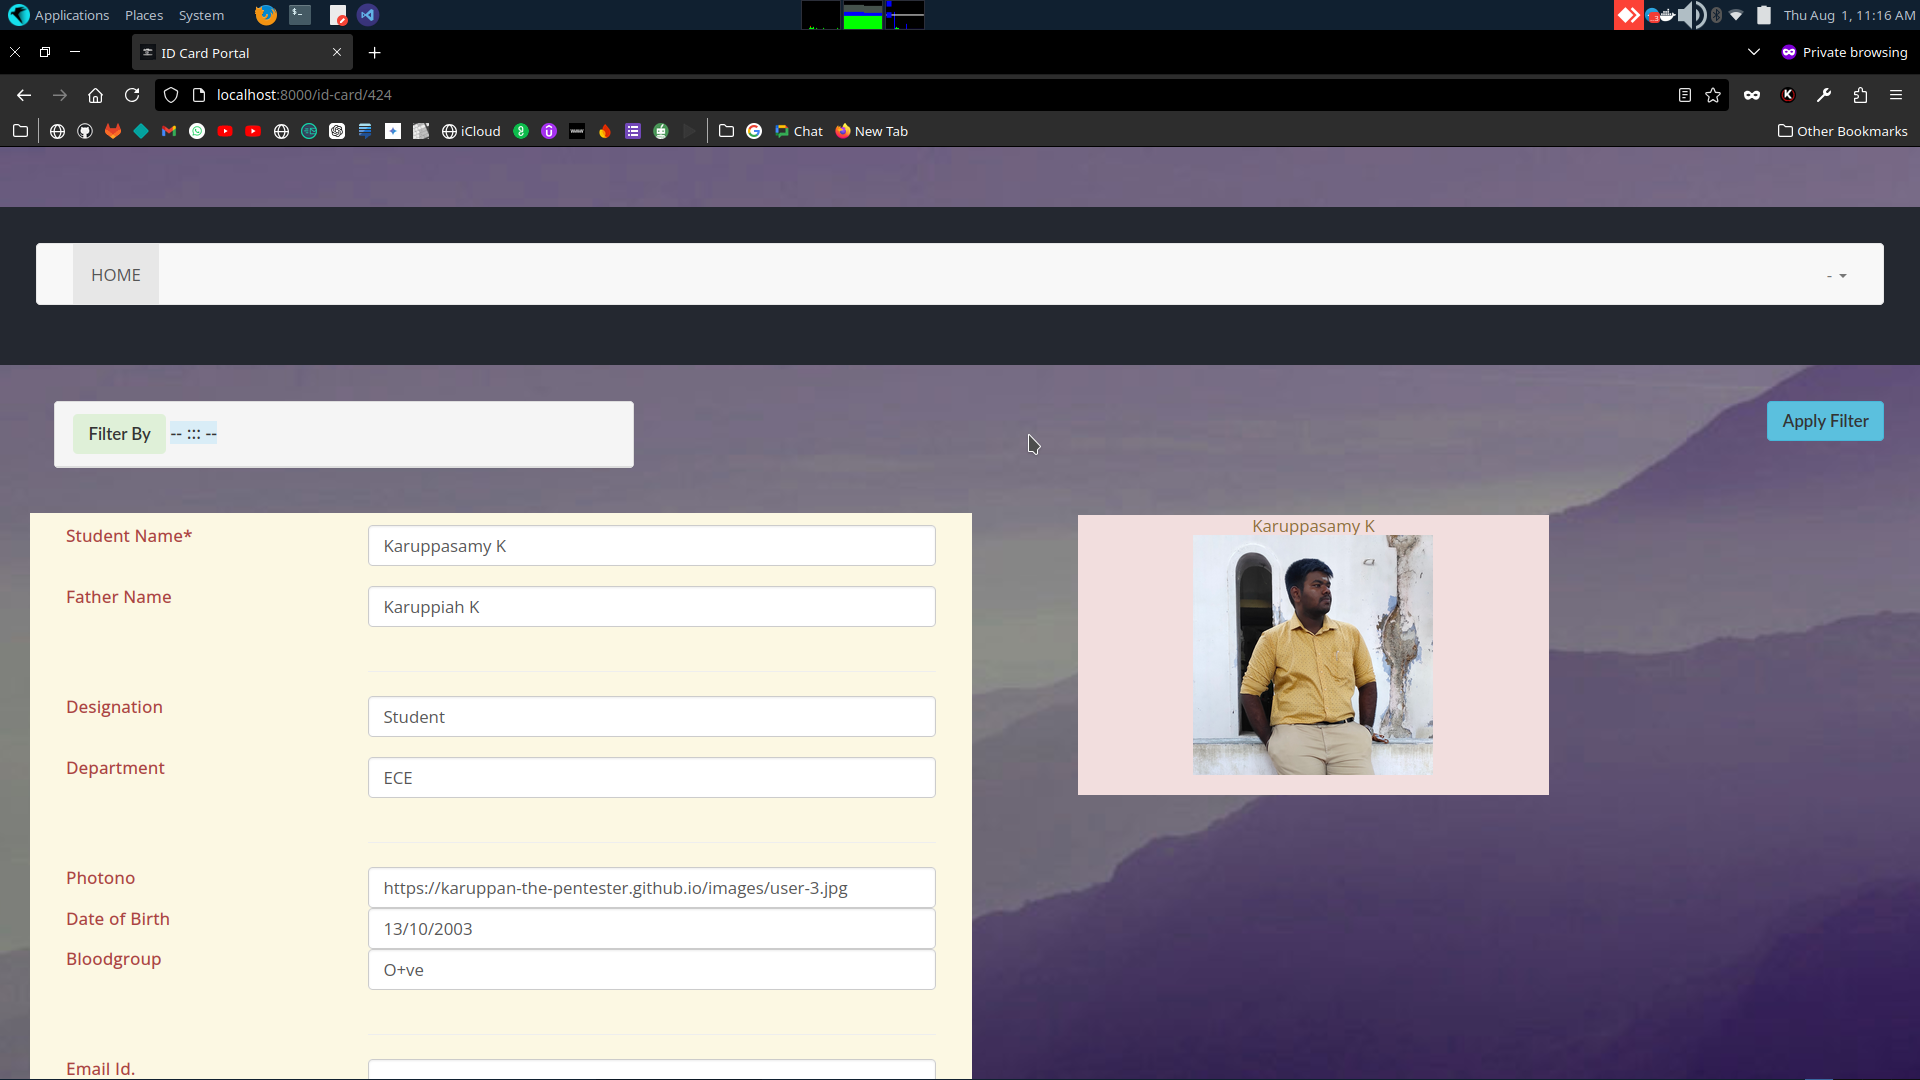 Applications Places System
Thu Aug 1, 11:16 AM
ID Card Portal
Private browsing
localhost:8000/id-card/424
iCloud
Chat
New Tab
Other Bookmarks
HOME
-
Filter By -- ::: --
Apply Filter
Student Name*
Karuppasamy K
Karuppasamy K
Father Name
Karuppiah K
Designation
Student
Department
ECE
Photono
https://karuppan-the-pentester.github.io/images/user-3.jpg
Date of Birth
13/10/2003
Bloodgroup
O+ve
Email Id.